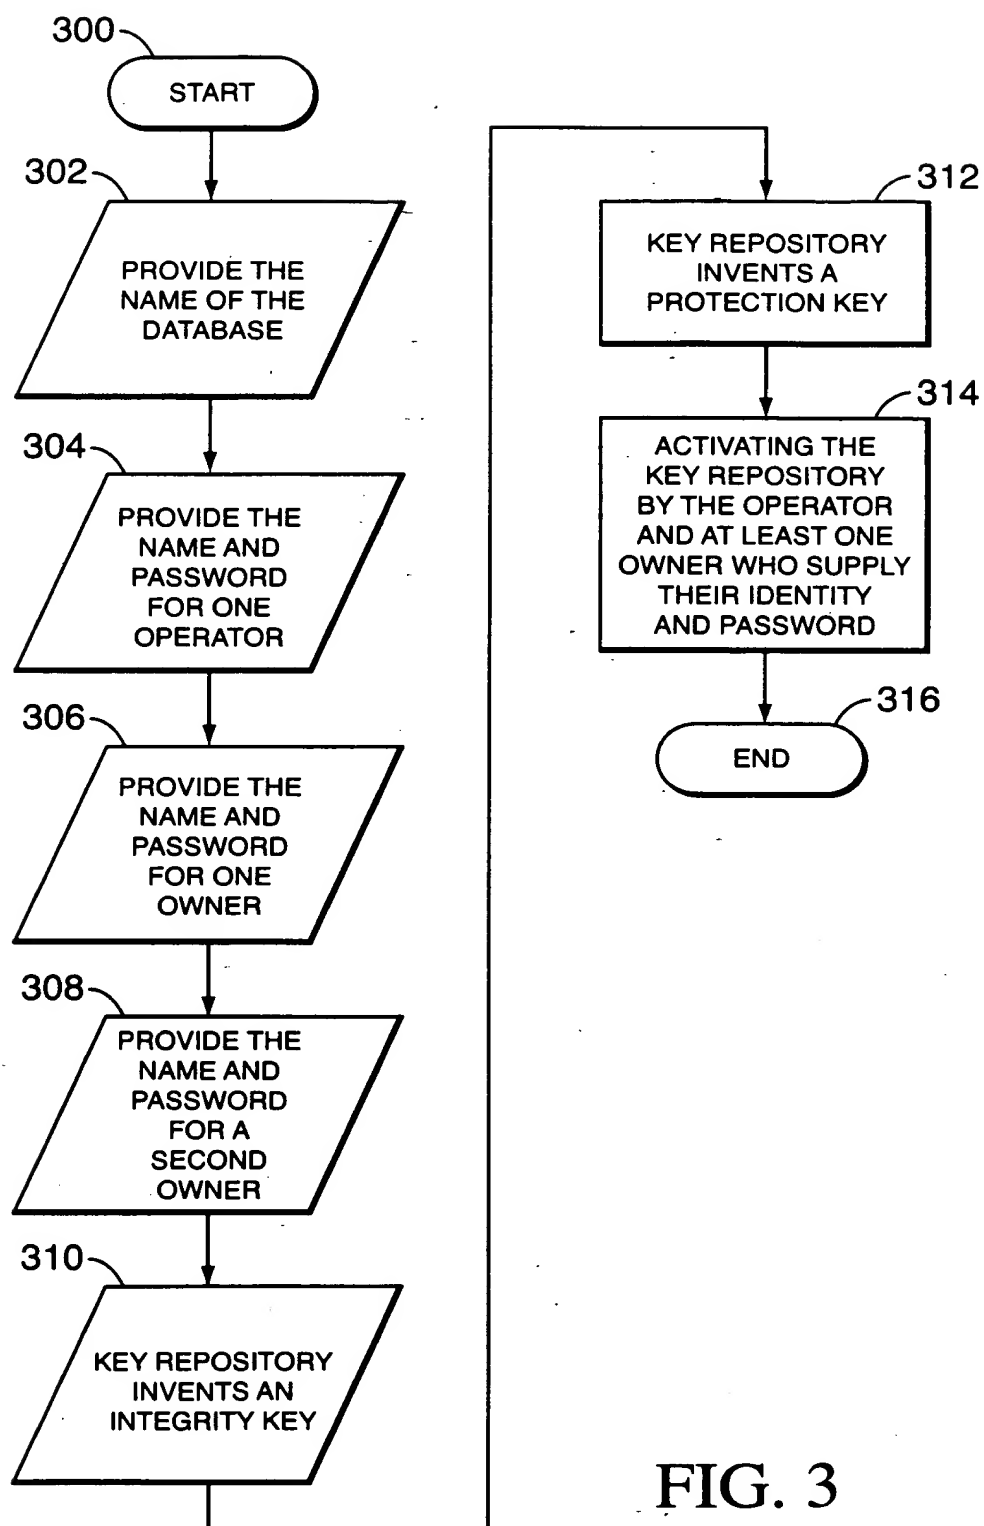 300
START
302
PROVIDE THE
NAME OF THE
DATABASE
304
PROVIDE THE
NAME AND
PASSWORD
FOR ONE
OPERATOR
306
PROVIDE THE
NAME AND
PASSWORD
FOR ONE
OWNER
308
PROVIDE THE
NAME AND
PASSWORD
FOR A
SECOND
OWNER
310
KEY REPOSITORY
INVENTS AN
INTEGRITY KEY
312
KEY REPOSITORY
INVENTS A
PROTECTION KEY
314
ACTIVATING THE
KEY REPOSITORY
BY THE OPERATOR
AND AT LEAST ONE
OWNER WHO SUPPLY
THEIR IDENTITY
AND PASSWORD
316
END
FIG. 3